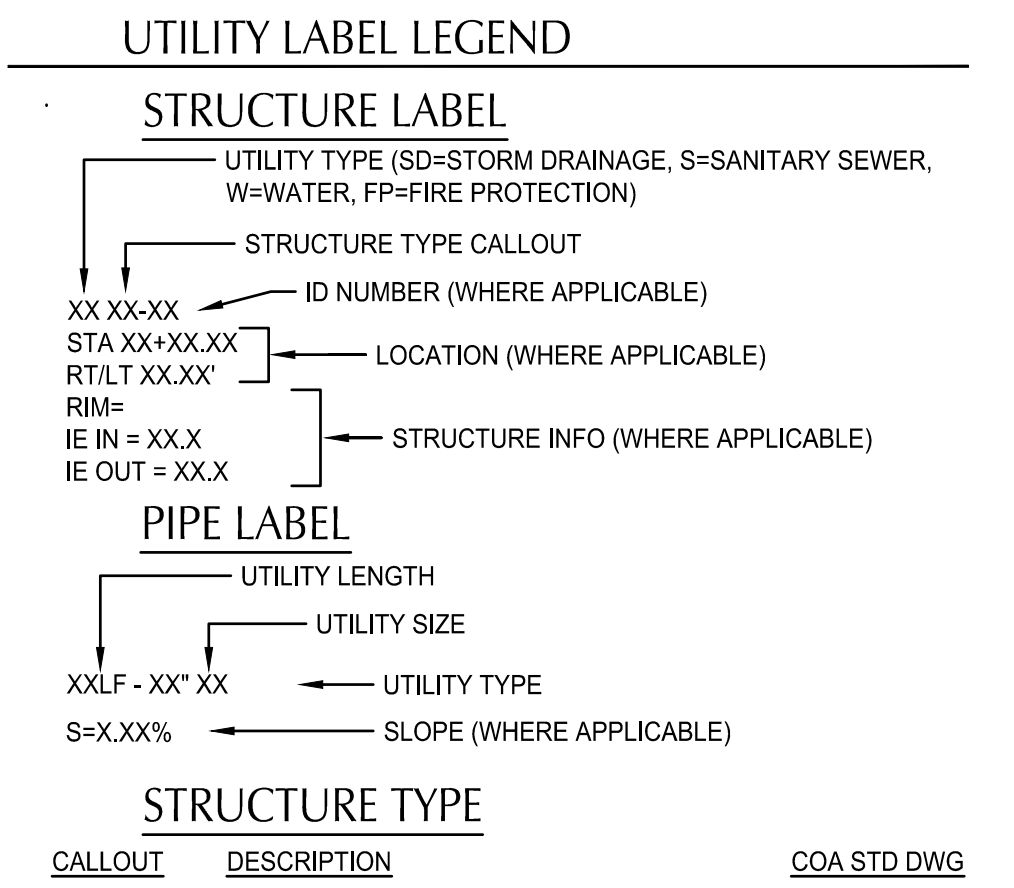 UTILITY LABEL LEGEND
STRUCTURE LABEL
UTILITY TYPE (SD=STORM DRAINAGE, S=SANITARY SEWER,
W=WATER, FP=FIRE PROTECTION)
STRUCTURE TYPE CALLOUT
ID NUMBER (WHERE APPLICABLE)
XX XX-XX
STA XX+XX.XX
LOCATION (WHERE APPLICABLE)
RT/LT XX.XX'
RIM=
IE IN = XX.X
STRUCTURE INFO (WHERE APPLICABLE)
IE OUT = XX.X
PIPE LABEL
UTILITY LENGTH
UTILITY SIZE
XXLF - XX" XX
UTILITY TYPE
S=X.XX%
SLOPE (WHERE APPLICABLE)
STRUCTURE TYPE
CALLOUT DESCRIPTION COA STD DWG